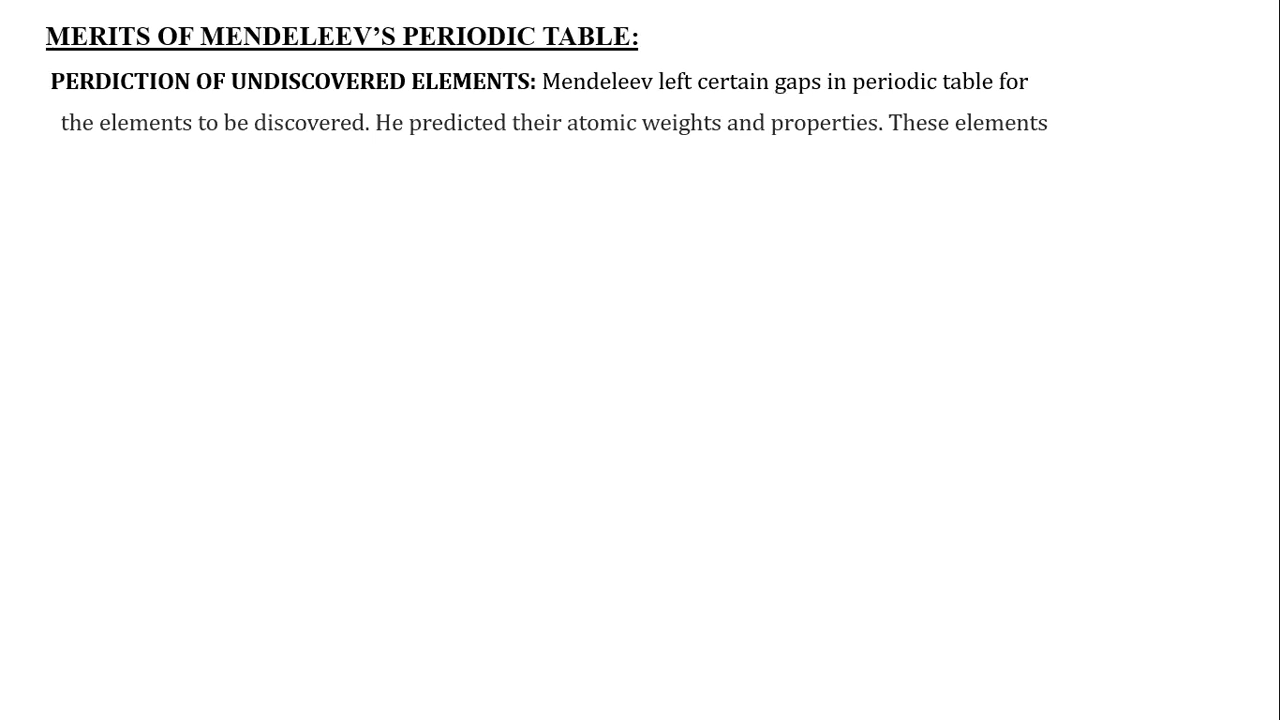 MERITS OF MENDELEEV’S PERIODIC TABLE:
PERDICTION OF UNDISCOVERED ELEMENTS: Mendeleev left certain gaps in periodic table for
the elements to be discovered. He predicted their atomic weights and properties. These elements